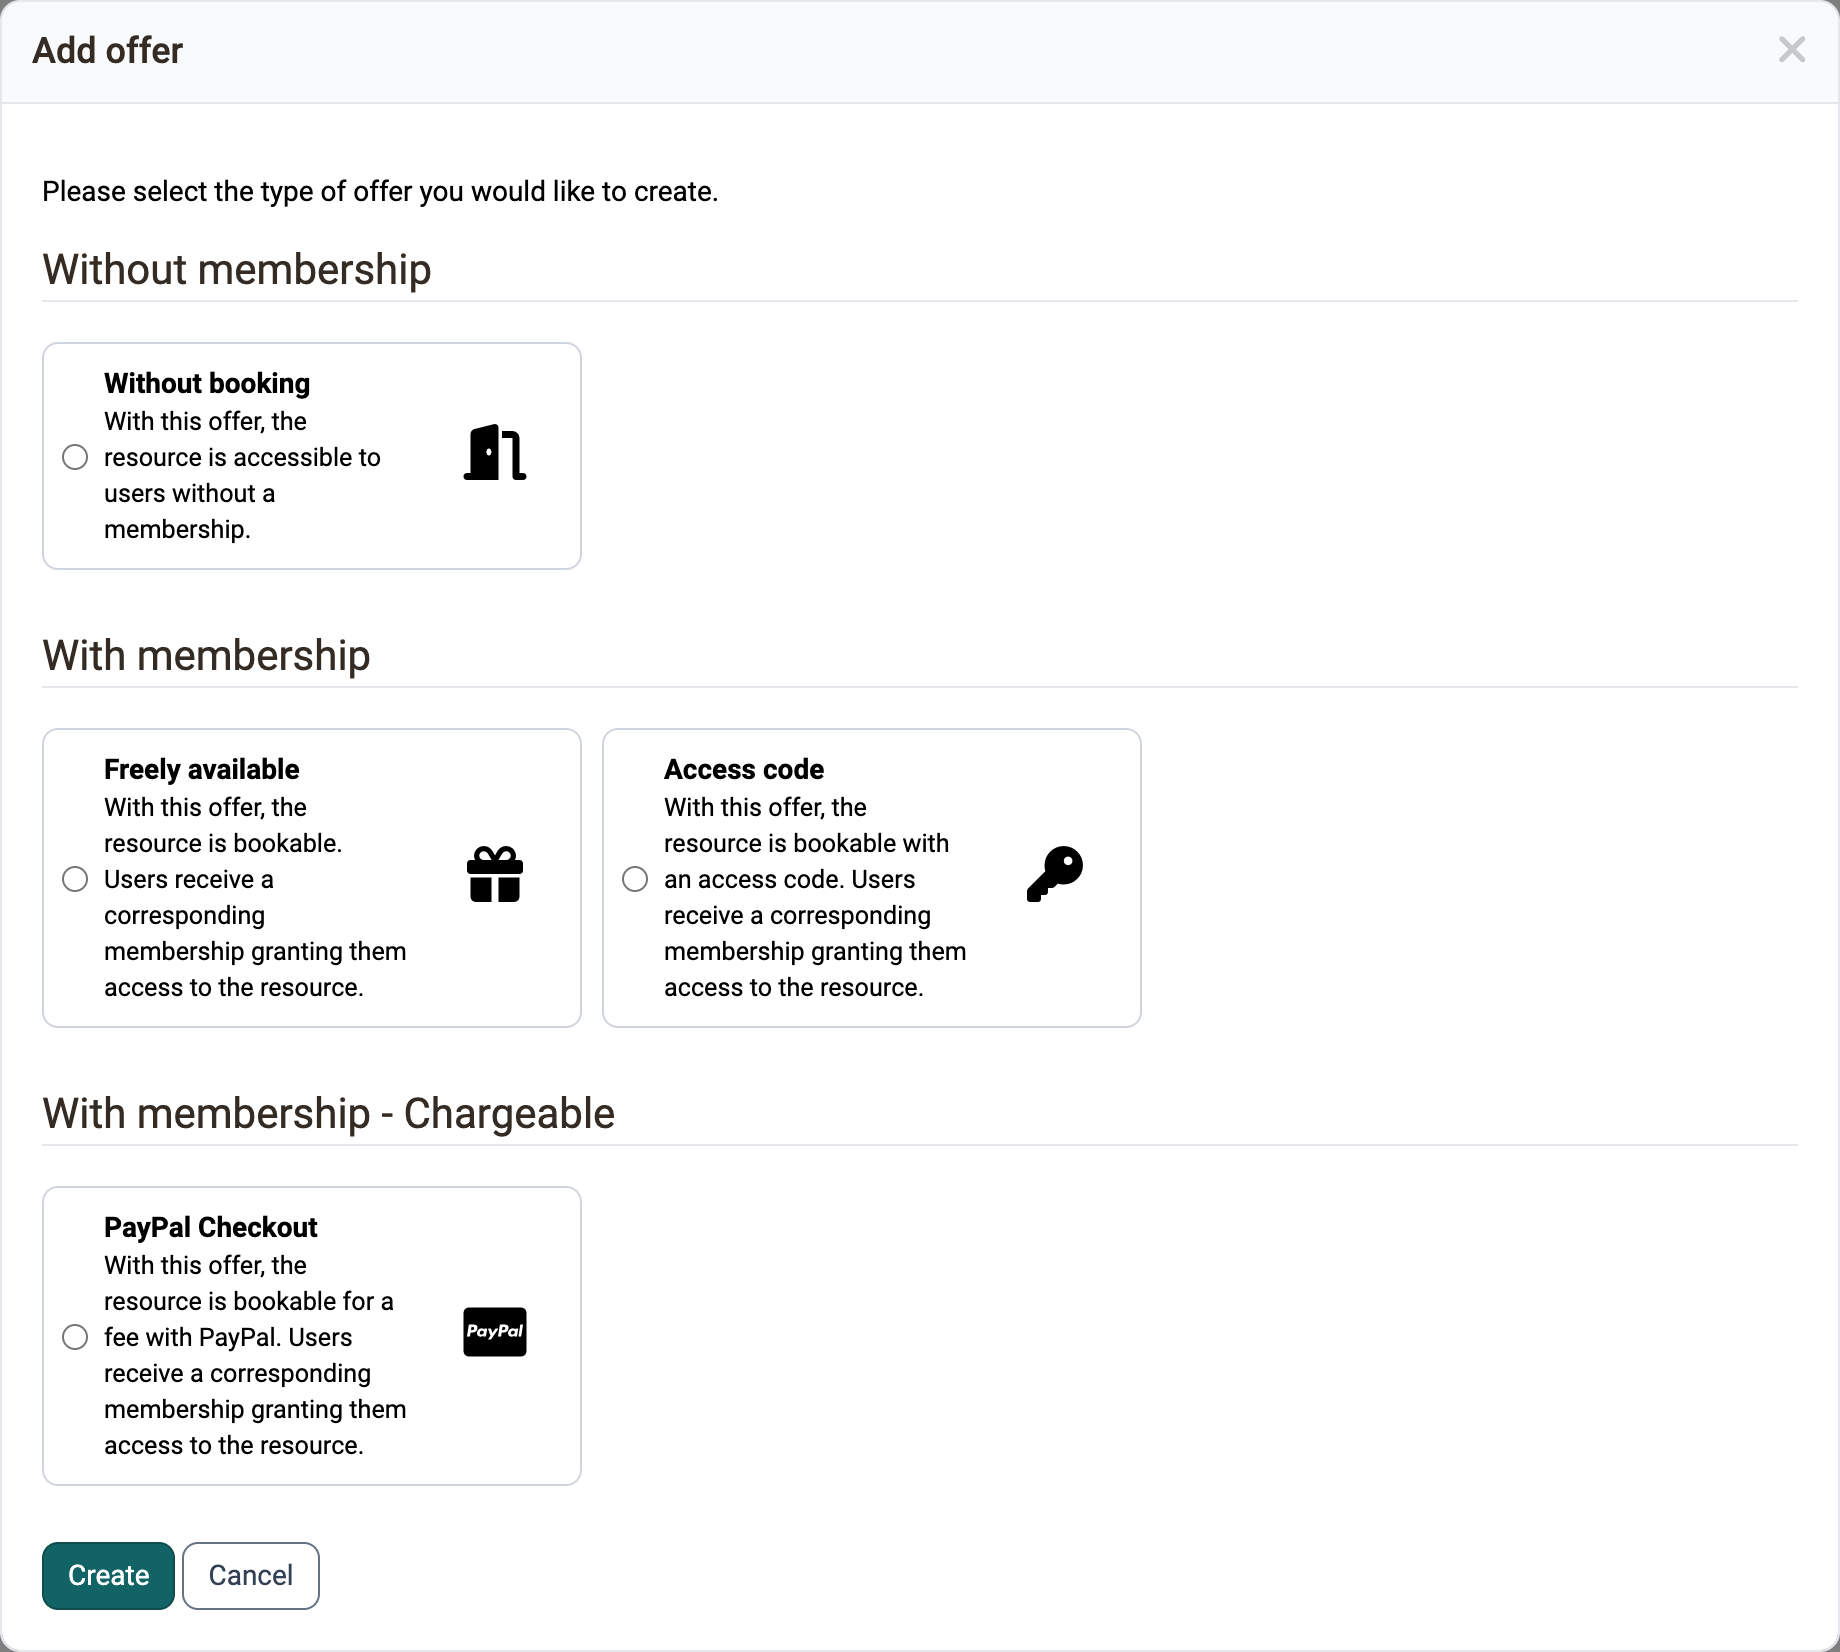 Add offer
Please select the type of offer you would like to create.
Without membership
Without booking
With this offer, the
resource is accessible to
users without a
membership.
With membership
Freely available
With this offer, the
resource is bookable.
Users receive a
corresponding
membership granting them
access to the resource.
Access code
With this offer, the
resource is bookable with
an access code. Users
receive a corresponding
membership granting them
access to the resource.
With membership - Chargeable
PayPal Checkout
With this offer, the
resource is bookable for a
fee with PayPal. Users
receive a corresponding
membership granting them
access to the resource.
PayPal
Create
Cancel